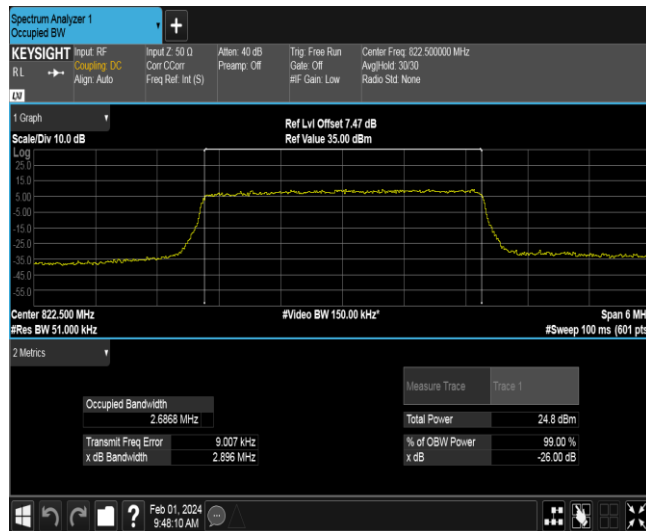 Spectrum Analyzer 1
Occupied BW
+
KEYSIGHT
RL
Input: RF
Coupling: DC
Align: Auto
Input Z: 50 Ω
Corr CCorr
Freq Ref: Int (S)
Atten: 40 dB
Preamp: Off
Trig: Free Run
Gate: Off
#IF Gain: Low
Center Freq: 822.500000 MHz
Avg|Hold: 30/30
Radio Std: None
LXI
1 Graph
Scale/Div 10.0 dB
Ref Lvl Offset 7.47 dB
Ref Value 35.00 dBm
Log
25.0
15.0
5.00
-5.00
-15.0
-25.0
-35.0
-45.0
-55.0
Center 822.500 MHz
#Res BW 51.000 kHz
#Video BW 150.00 kHz*
Span 6 MH
#Sweep 100 ms (601 pts
2 Metrics
Measure Trace Trace 1
Occupied Bandwidth
2.6868 MHz
Total Power 24.8 dBm
Transmit Freq Error 9.007 kHz
% of OBW Power 99.00 %
x dB Bandwidth 2.896 MHz
x dB -26.00 dB
?
Feb 01, 2024
9:48:10 AM